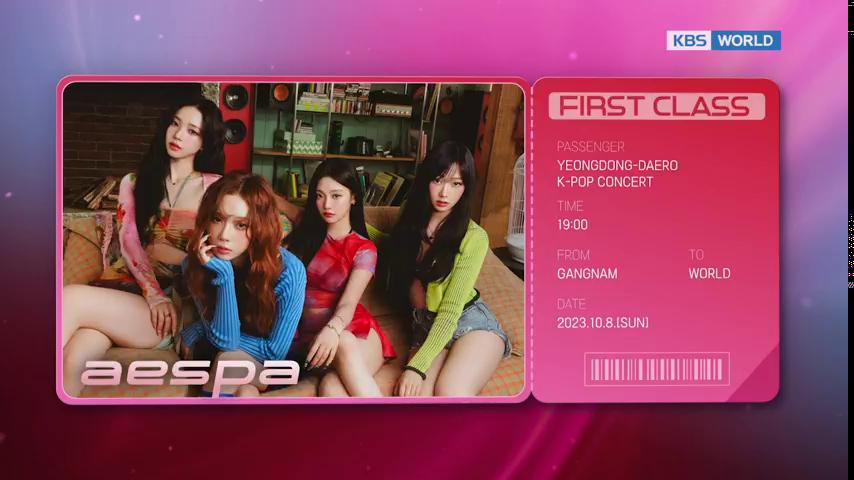 KBS WORLD
FIRST CLASS
PASSENGER
YEONGDONG-DAERO
K-POP CONCERT
TIME
19:00
FROM TO
GANGNAM WORLD
DATE
2023.10.8.[SUN]
aespa